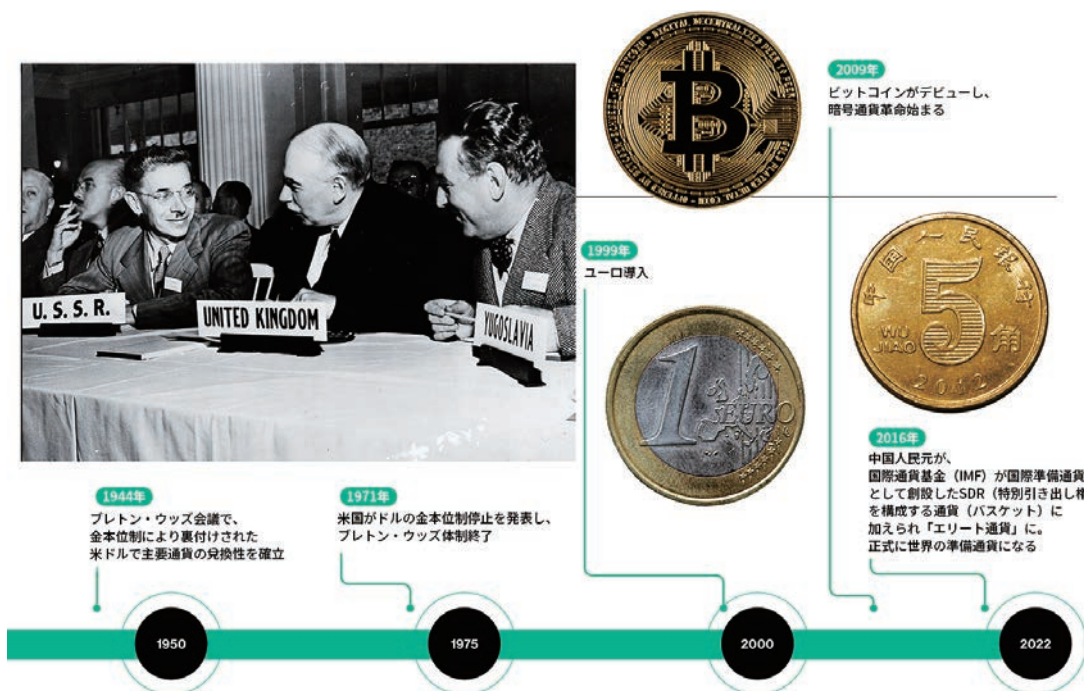 U. S. S. R.
UNITED KINGDOM
YUGOSLAVIA
1944年
ブレトン・ウッズ会議で、
金本位制により裏付けされた
米ドルで主要通貨の兌換性を確立
1971年
米国がドルの金本位制停止を発表し、
ブレトン・ウッズ体制終了
1999年
ユーロ導入
1
EURO
2009年
ビットコインがデビューし、
暗号通貨革命始まる
中国人民银行
5
角
WU
JIAO
2012
2016年
中国人民元が、
国際通貨基金（IMF）が国際準備通貨
として創設したSDR（特別引き出し権
を構成する通貨（バスケット）に
加えられ「エリート通貨」に。
正式に世界の準備通貨になる
1950
1975
2000
2022